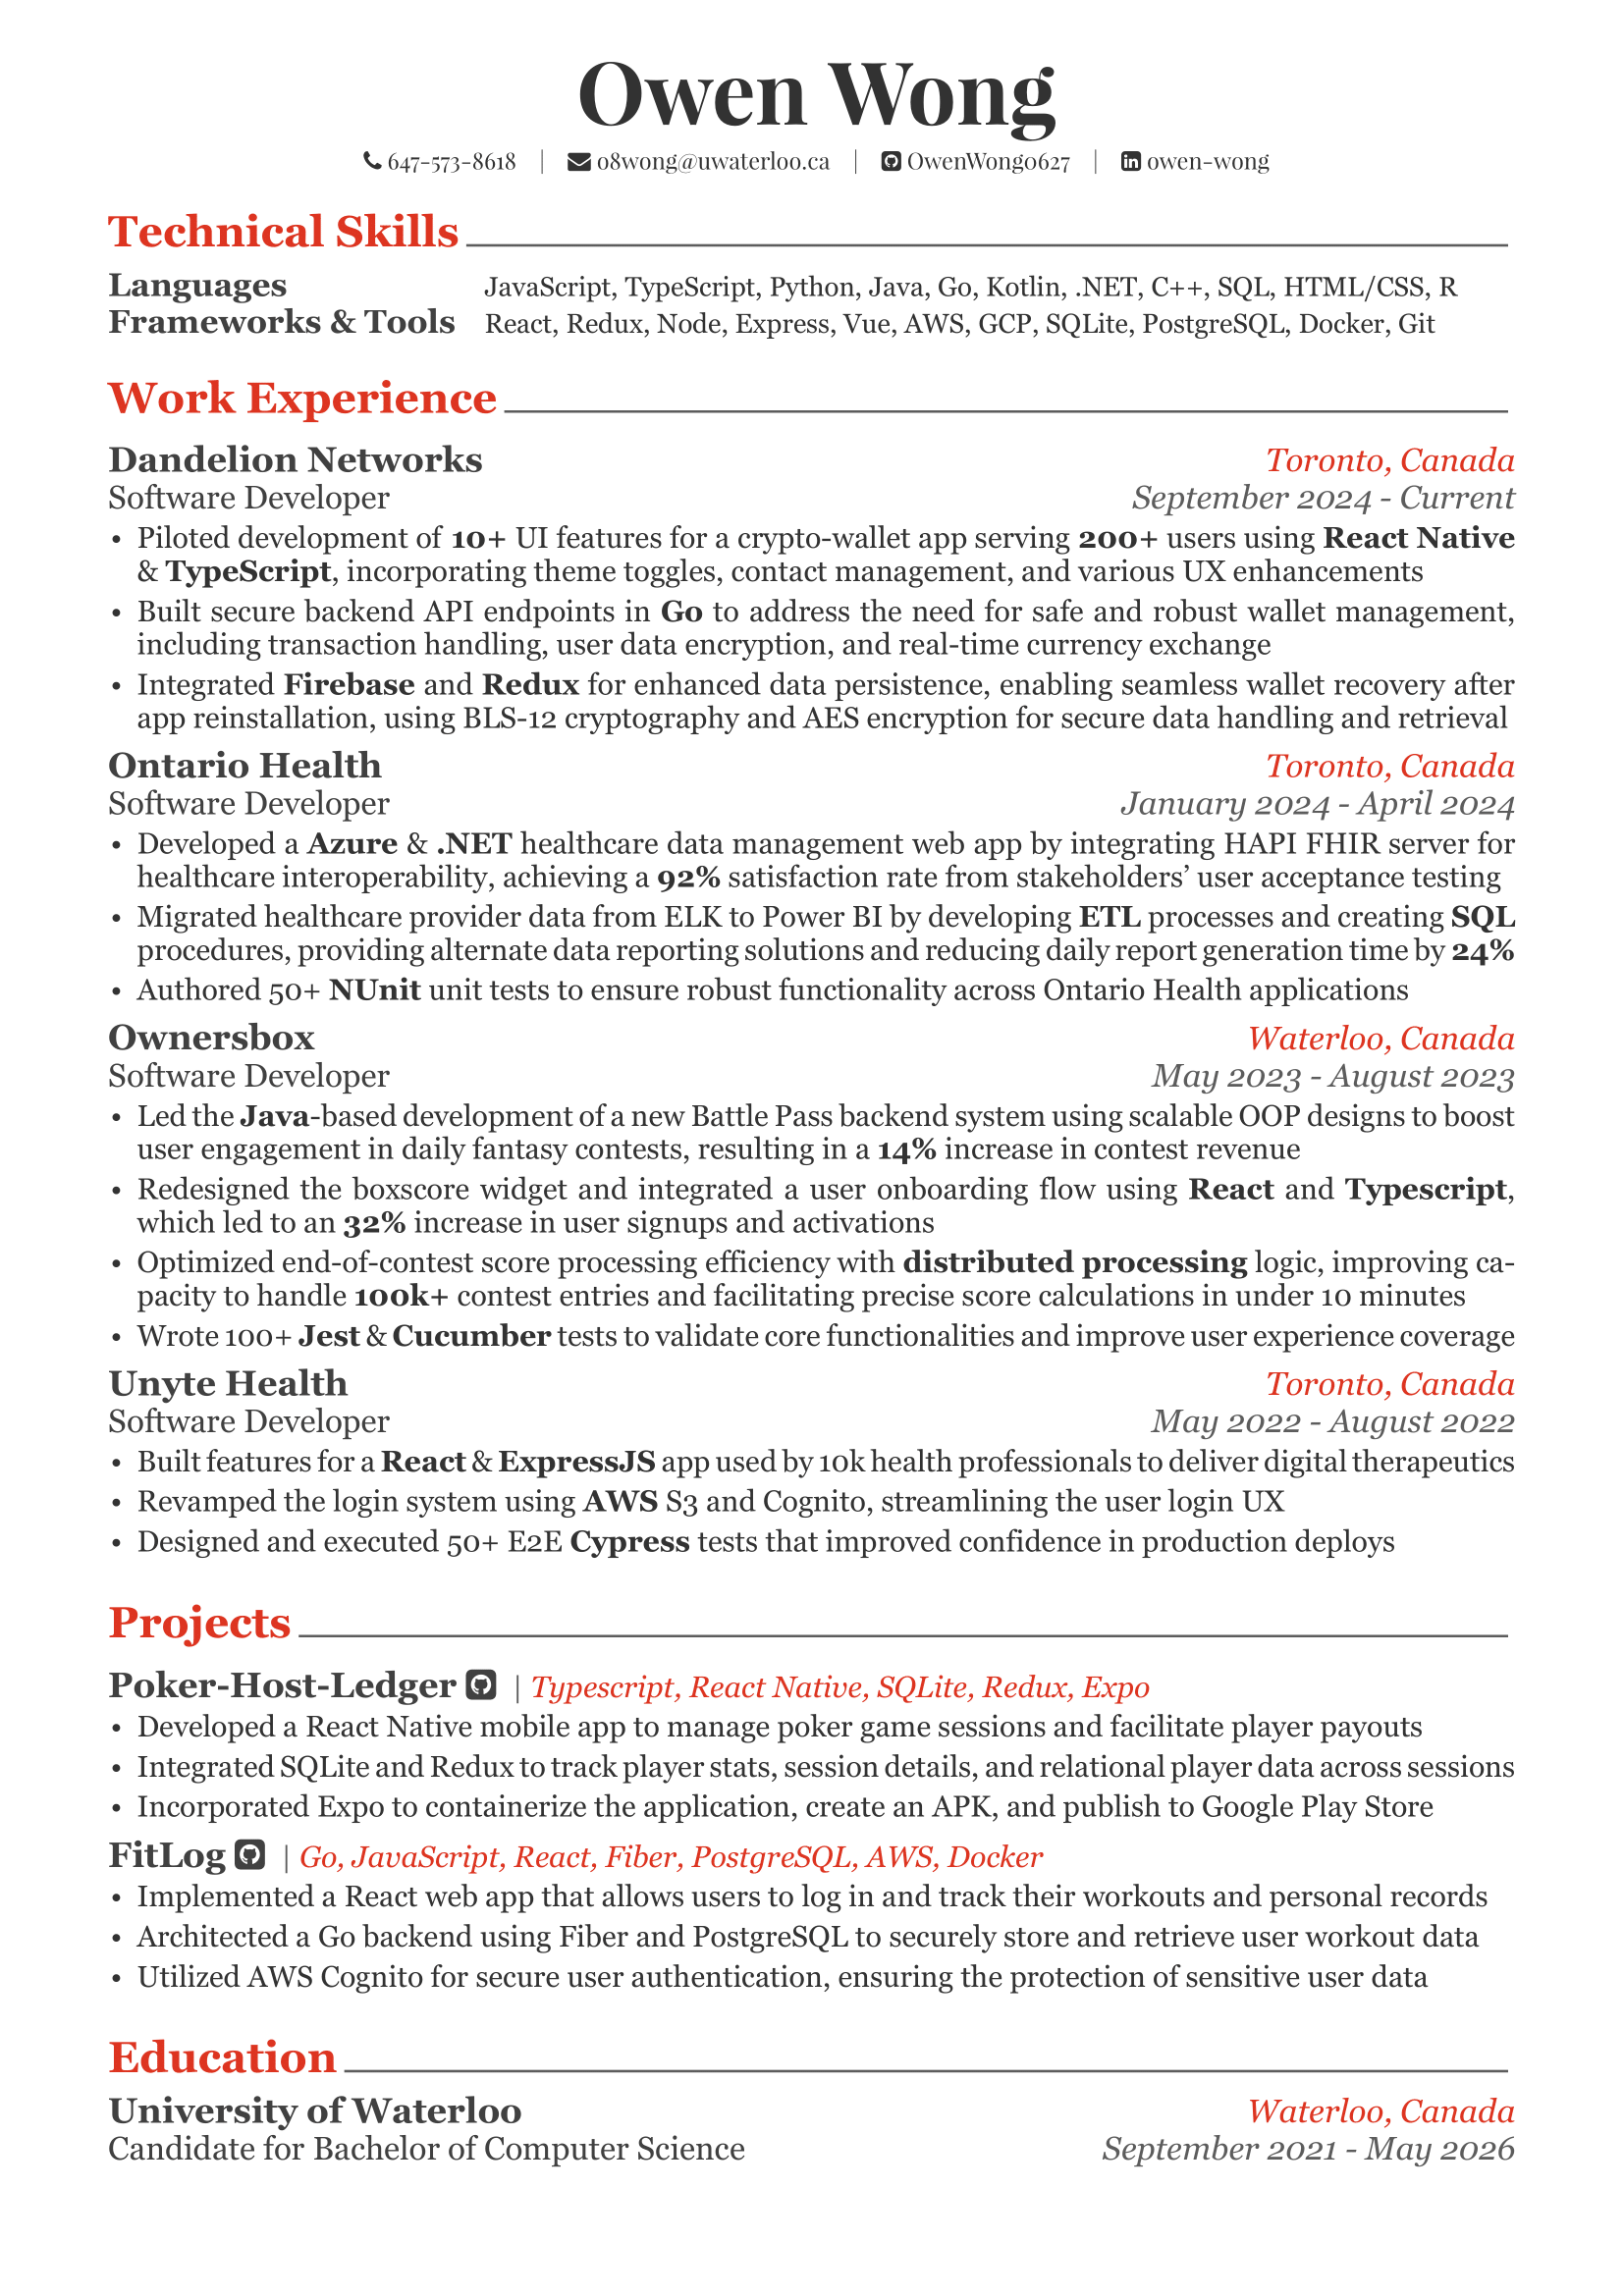 Owen Wong
647-573-8618 | o8wong@uwaterloo.ca | OwenWong0627 | owen-wong
Technical Skills
Languages JavaScript, TypeScript, Python, Java, Go, Kotlin, .NET, C++, SQL, HTML/CSS, R
Frameworks & Tools React, Redux, Node, Express, Vue, AWS, GCP, SQLite, PostgreSQL, Docker, Git
Work Experience
Dandelion Networks Toronto, Canada
Software Developer September 2024 - Current
• Piloted development of 10+ UI features for a crypto-wallet app serving 200+ users using React Native
& TypeScript, incorporating theme toggles, contact management, and various UX enhancements
• Built secure backend API endpoints in Go to address the need for safe and robust wallet management,
including transaction handling, user data encryption, and real-time currency exchange
• Integrated Firebase and Redux for enhanced data persistence, enabling seamless wallet recovery after
app reinstallation, using BLS-12 cryptography and AES encryption for secure data handling and retrieval
Ontario Health Toronto, Canada
Software Developer January 2024 - April 2024
• Developed a Azure & .NET healthcare data management web app by integrating HAPI FHIR server for
healthcare interoperability, achieving a 92% satisfaction rate from stakeholders' user acceptance testing
• Migrated healthcare provider data from ELK to Power BI by developing ETL processes and creating SQL
procedures, providing alternate data reporting solutions and reducing daily report generation time by 24%
• Authored 50+ NUnit unit tests to ensure robust functionality across Ontario Health applications
Ownersbox Waterloo, Canada
Software Developer May 2023 - August 2023
• Led the Java-based development of a new Battle Pass backend system using scalable OOP designs to boost
user engagement in daily fantasy contests, resulting in a 14% increase in contest revenue
• Redesigned the boxscore widget and integrated a user onboarding flow using React and Typescript,
which led to an 32% increase in user signups and activations
• Optimized end-of-contest score processing efficiency with distributed processing logic, improving ca-
pacity to handle 100k+ contest entries and facilitating precise score calculations in under 10 minutes
• Wrote 100+ Jest & Cucumber tests to validate core functionalities and improve user experience coverage
Unyte Health Toronto, Canada
Software Developer May 2022 - August 2022
• Built features for a React & ExpressJS app used by 10k health professionals to deliver digital therapeutics
• Revamped the login system using AWS S3 and Cognito, streamlining the user login UX
• Designed and executed 50+ E2E Cypress tests that improved confidence in production deploys
Projects
Poker-Host-Ledger | Typescript, React Native, SQLite, Redux, Expo
• Developed a React Native mobile app to manage poker game sessions and facilitate player payouts
• Integrated SQLite and Redux to track player stats, session details, and relational player data across sessions
• Incorporated Expo to containerize the application, create an APK, and publish to Google Play Store
FitLog | Go, JavaScript, React, Fiber, PostgreSQL, AWS, Docker
• Implemented a React web app that allows users to log in and track their workouts and personal records
• Architected a Go backend using Fiber and PostgreSQL to securely store and retrieve user workout data
• Utilized AWS Cognito for secure user authentication, ensuring the protection of sensitive user data
Education
University of Waterloo Waterloo, Canada
Candidate for Bachelor of Computer Science September 2021 - May 2026